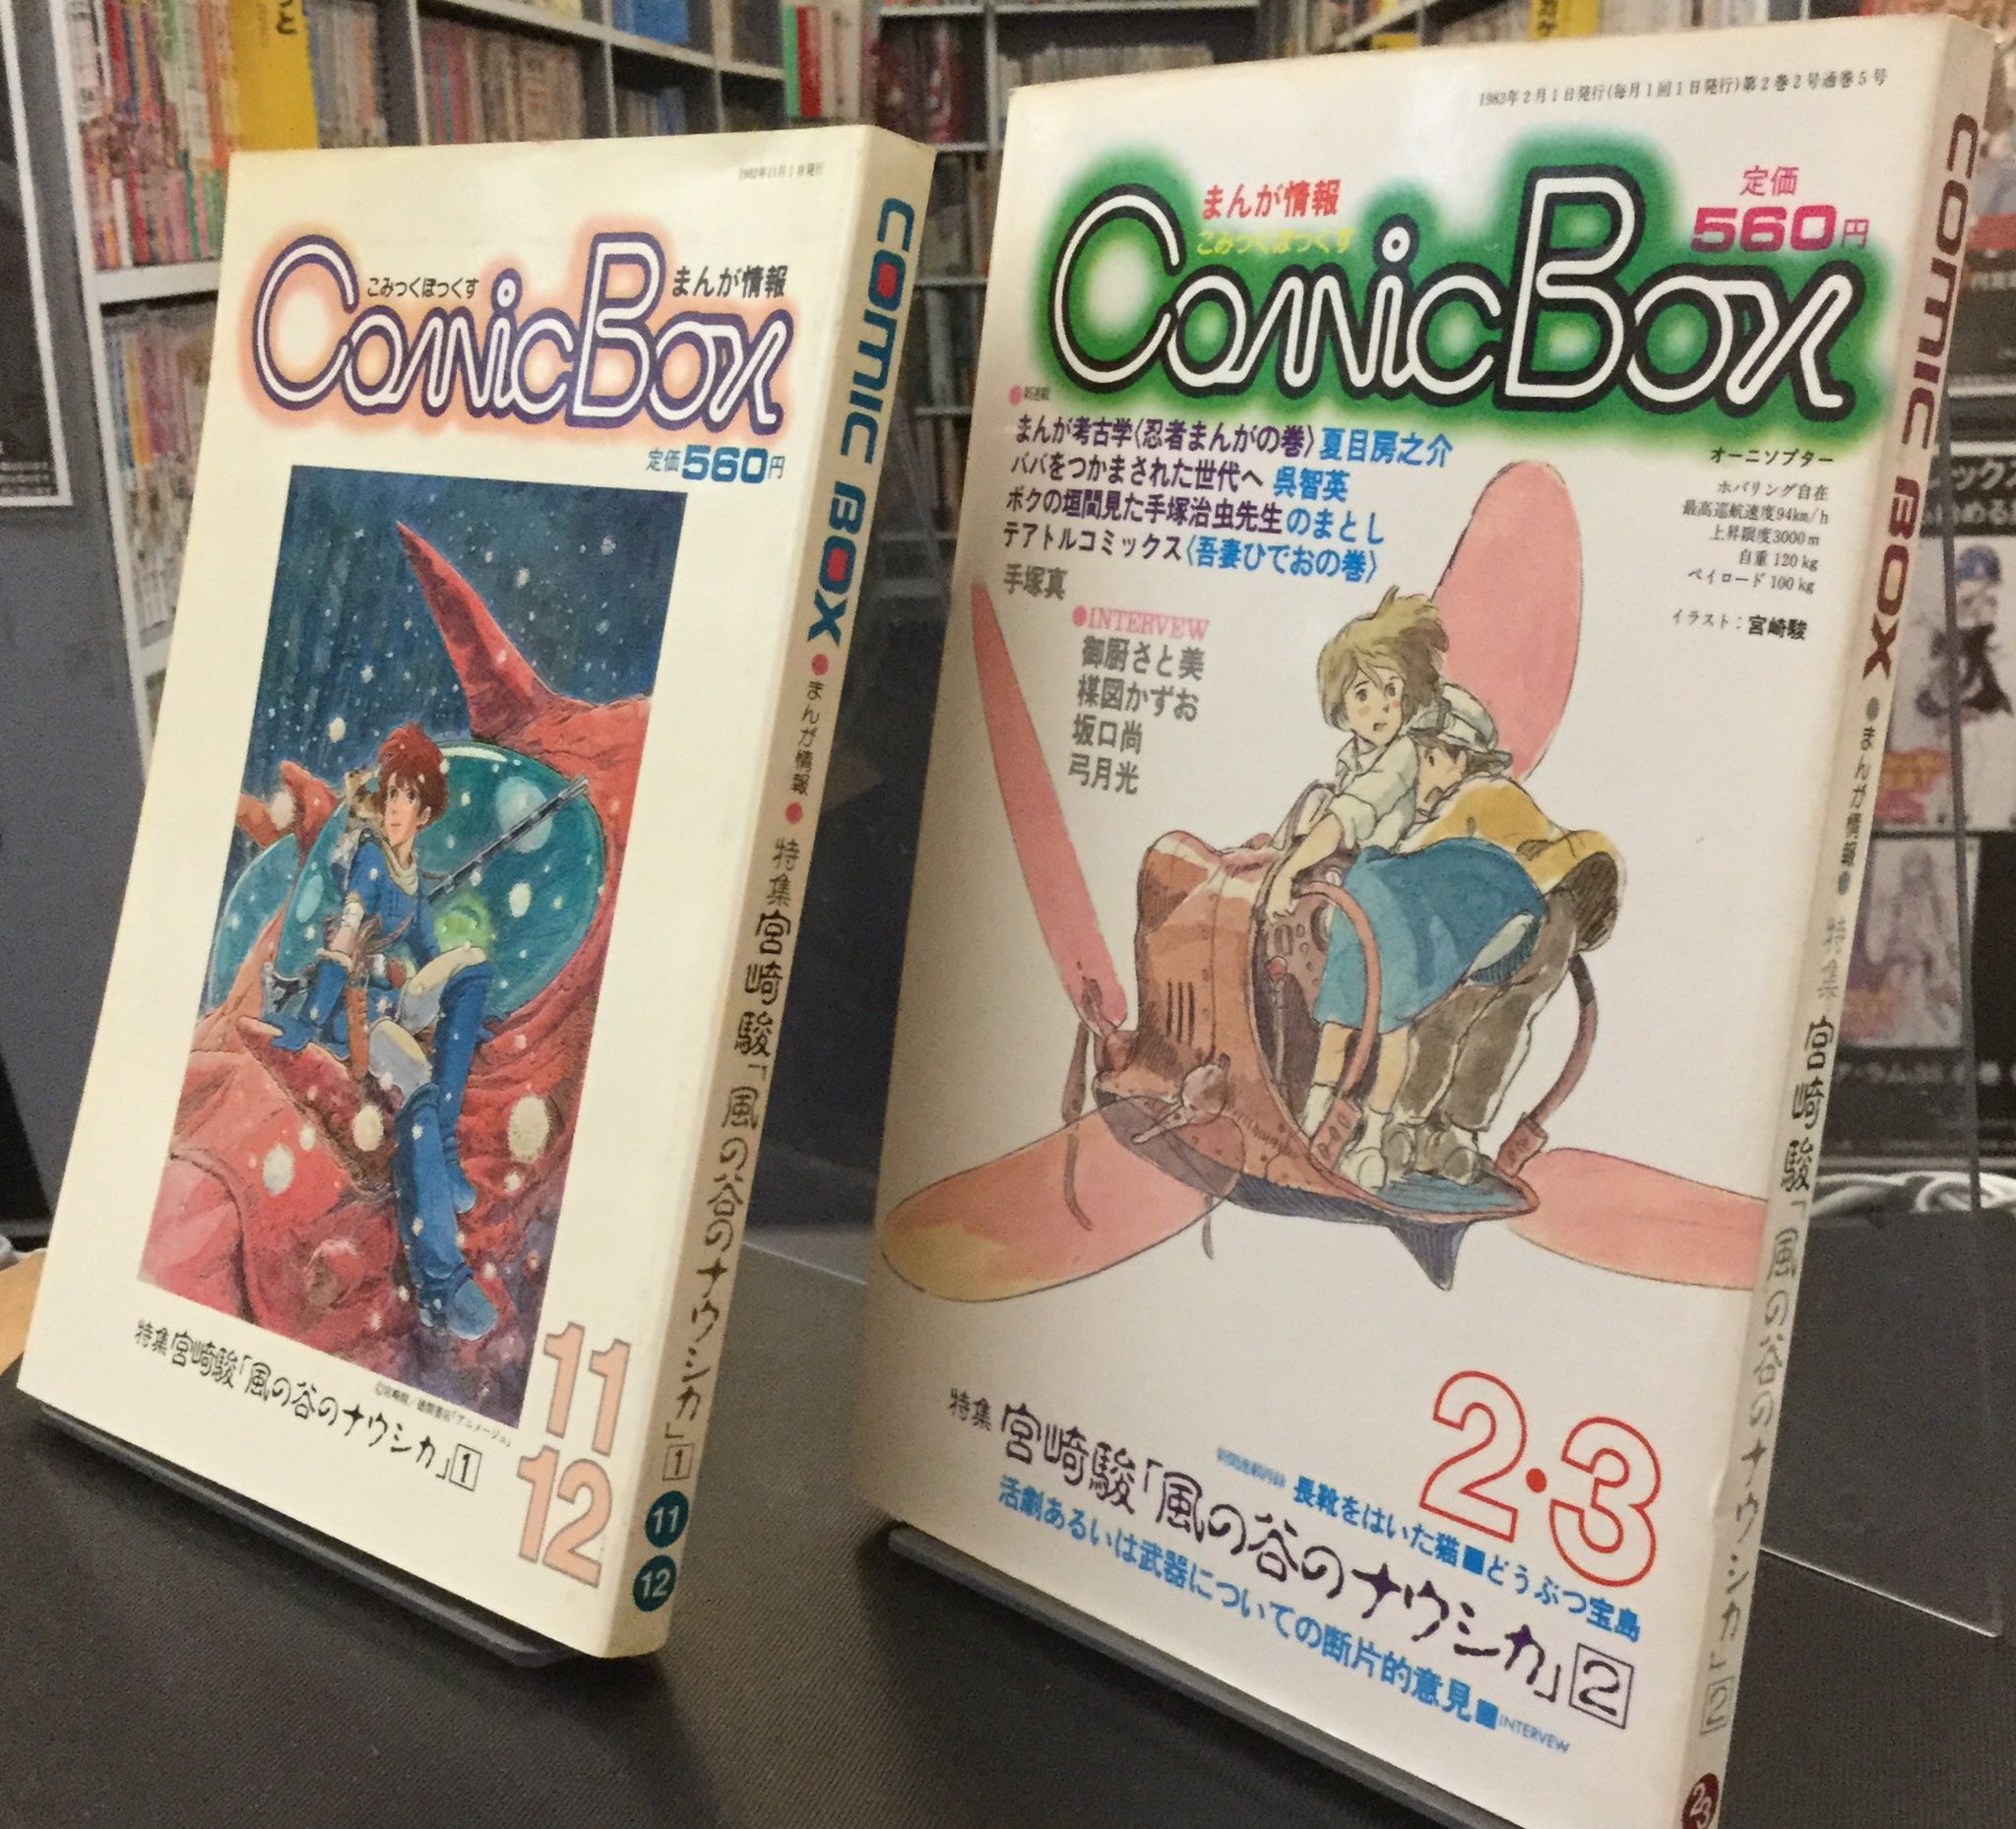 1982年11月1日発行
こみっくぼっくす
まんが情報
ComicBox
定価560円
特集宮崎駿「風の谷のナウシカ」1
11
12
COMIC BOX●まんが情報●特集宮崎駿「風の谷のナウシカ」1
11
12
1983年2月1日発行(毎月1回1日発行)第2巻2号通巻5号
まんが情報
こみっくぼっくす
ComicBox
定価
560円
●新連載
まんが考古学〈忍者まんがの巻〉夏目房之介
ババをつかまされた世代へ 呉智英
ボクの垣間見た手塚治虫先生のまとし
テアトルコミックス〈吾妻ひでおの巻〉
手塚真
●INTERVEW
御厨さと美
楳図かずお
坂口尚
弓月光
オーニソプター
ホバリング自在
最高巡航速度94km/h
上昇限度3000m
自重120kg
ペイロード100kg
イラスト：宮崎駿
2・3
長靴をはいた猫■どうぶつ宝島
特集 宮崎駿「風の谷のナウシカ」2
活劇あるいは武器についての断片的意見■INTERVEW
COMIC BOX●まんが情報●特集 宮崎駿「風の谷のナウシカ」2
23